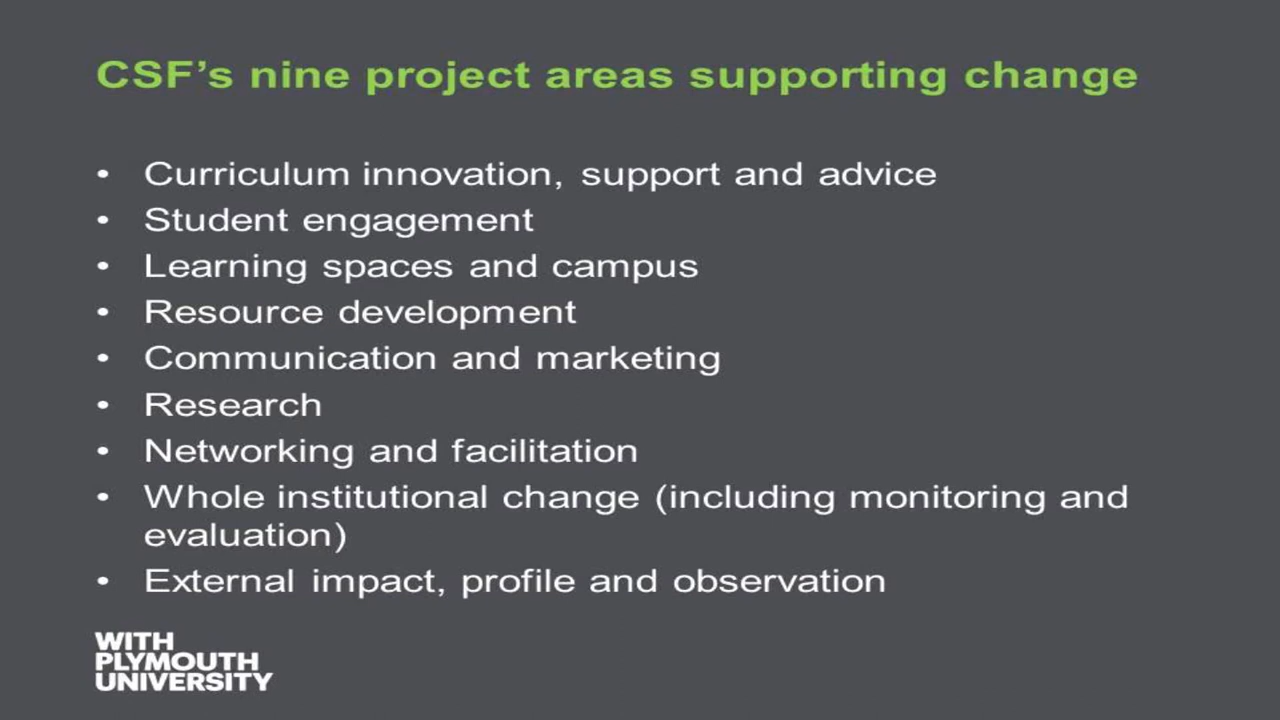 CSF's nine project areas supporting change
• Curriculum innovation, support and advice
• Student engagement
• Learning spaces and campus
• Resource development
• Communication and marketing
• Research
• Networking and facilitation
• Whole institutional change (including monitoring and
evaluation)
• External impact, profile and observation
WITH
PLYMOUTH
UNIVERSITY